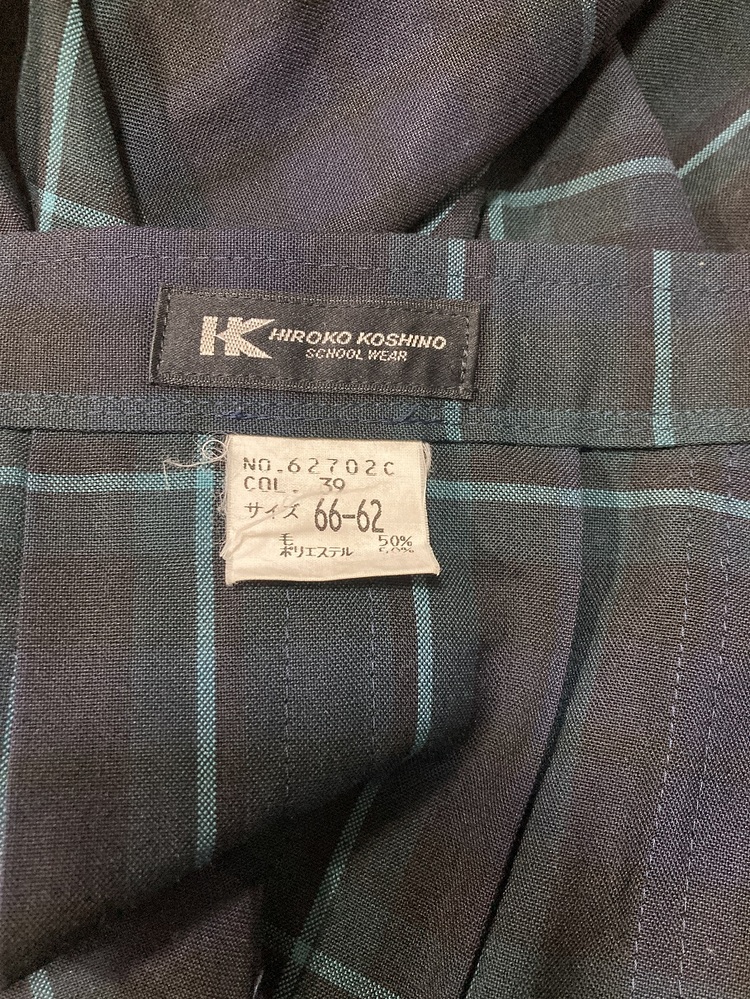 HK HIROKO KOSHINO
SCHOOL WEAR
NO.62702C
COL. 39
サイズ 66-62
毛 50%
ポリエステル 50%